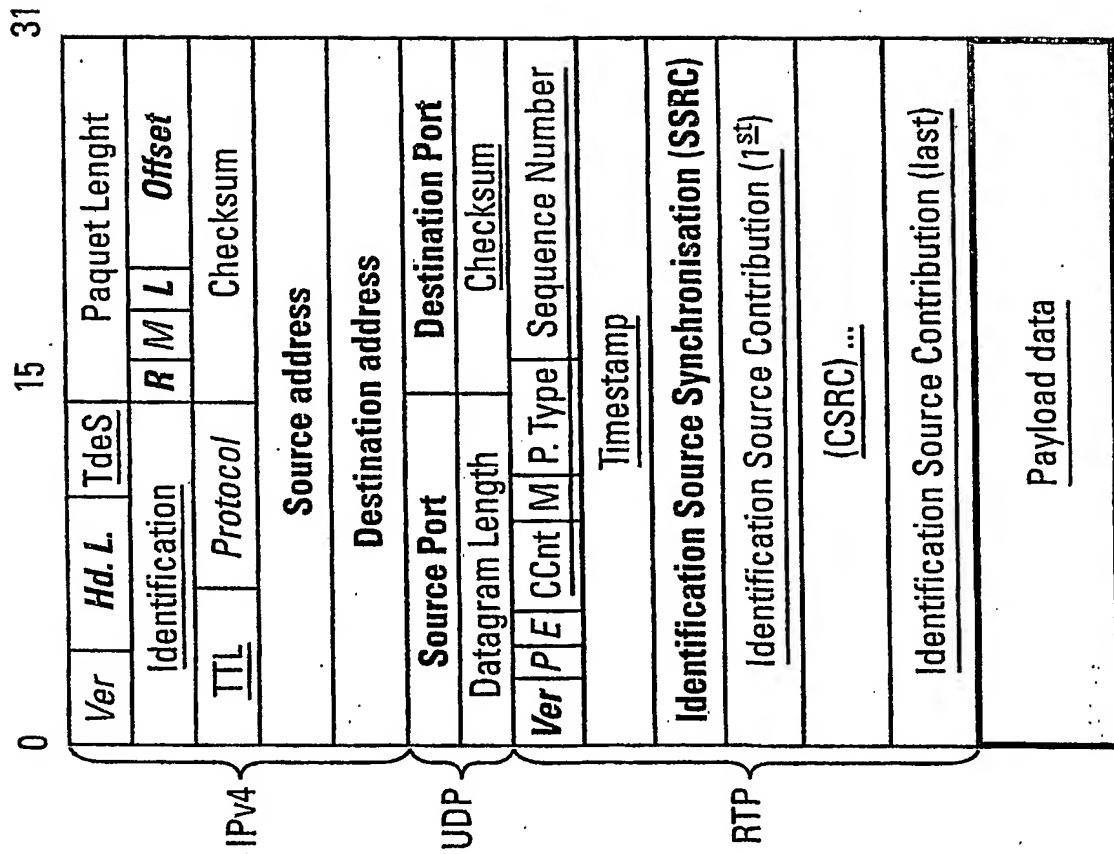 0 15 31
IPv4
Ver Hd. L. TdeS Paquet Lenght
Identification R M L Offset
TTL Protocol Checksum
Source address
Destination address
UDP
Source Port Destination Port
Datagram Length Checksum
RTP
Ver P E CCnt M P. Type Sequence Number
Timestamp
Identification Source Synchronisation (SSRC)
Identification Source Contribution (1st)
(CSRC)...
Identification Source Contribution (last)
Payload data